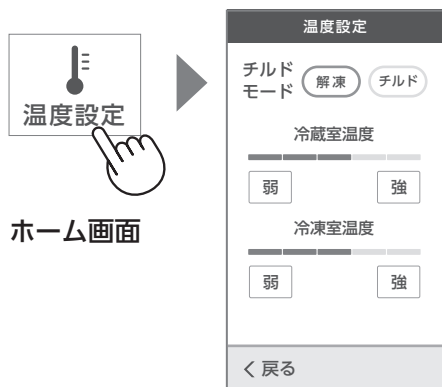 温度設定
ホーム画面
温度設定
チルド
モード
解凍
チルド
冷蔵室温度
弱
強
冷凍室温度
弱
強
< 戻る